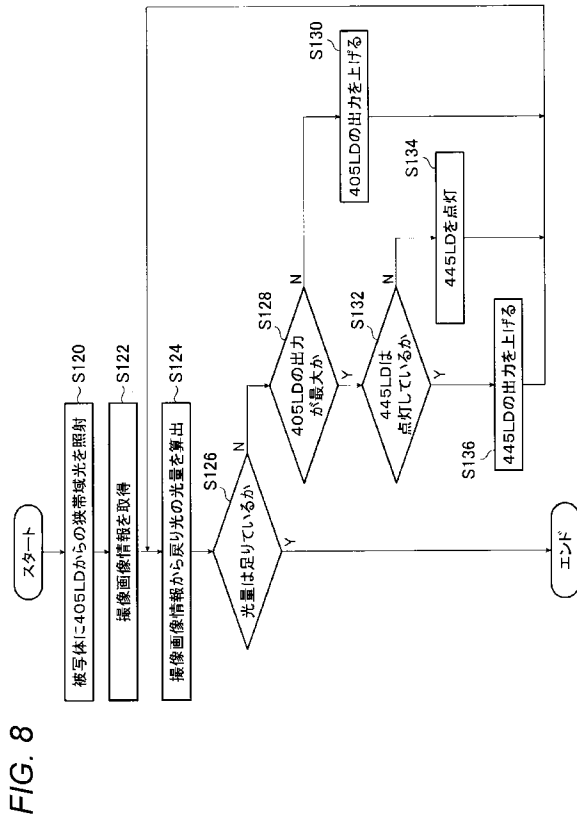 FIG. 8
スタート
被写体に405LDからの狭帯域光を照射
S120
撮像画像情報を取得
S122
撮像画像情報から戻り光の光量を算出
S124
光量は足りているか
S126
N
Y
405LDの出力
が最大か
S128
N
Y
405LDの出力を上げる
S130
445LDは
点灯しているか
S132
N
Y
445LDを点灯
S134
445LDの出力を上げる
S136
エンド